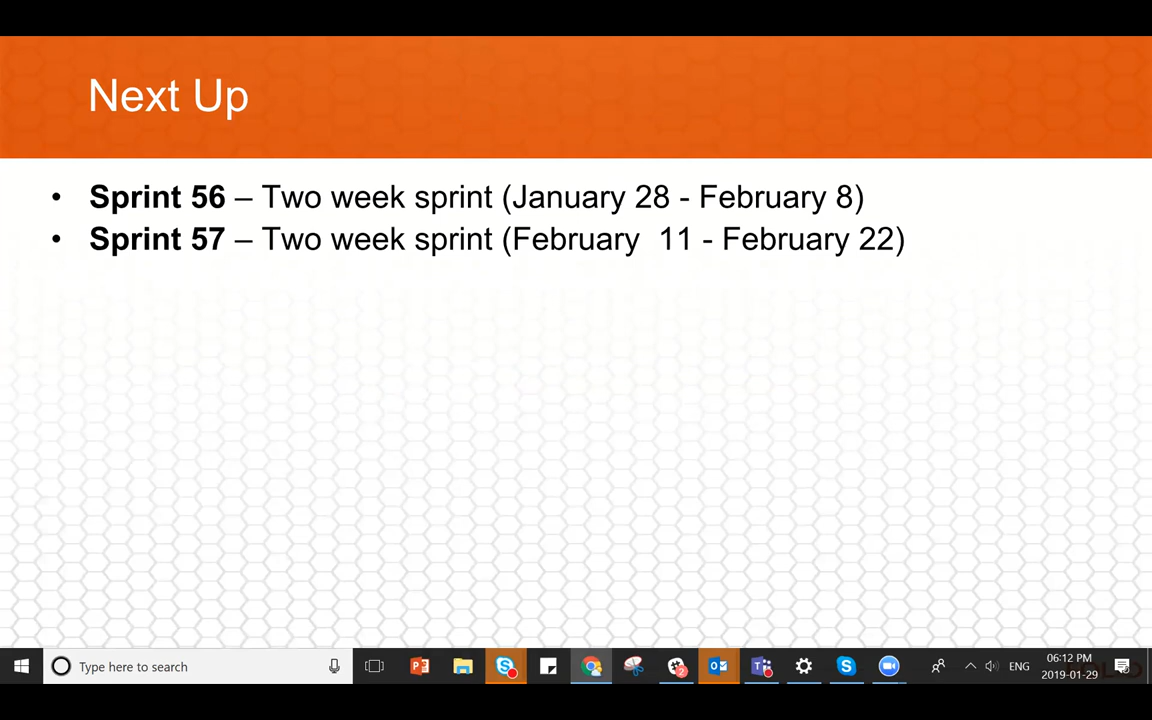 Next Up
• Sprint 56 – Two week sprint (January 28 - February 8)
• Sprint 57 – Two week sprint (February  11 - February 22)
Type here to search
ENG
06:12 PM
2019-01-29